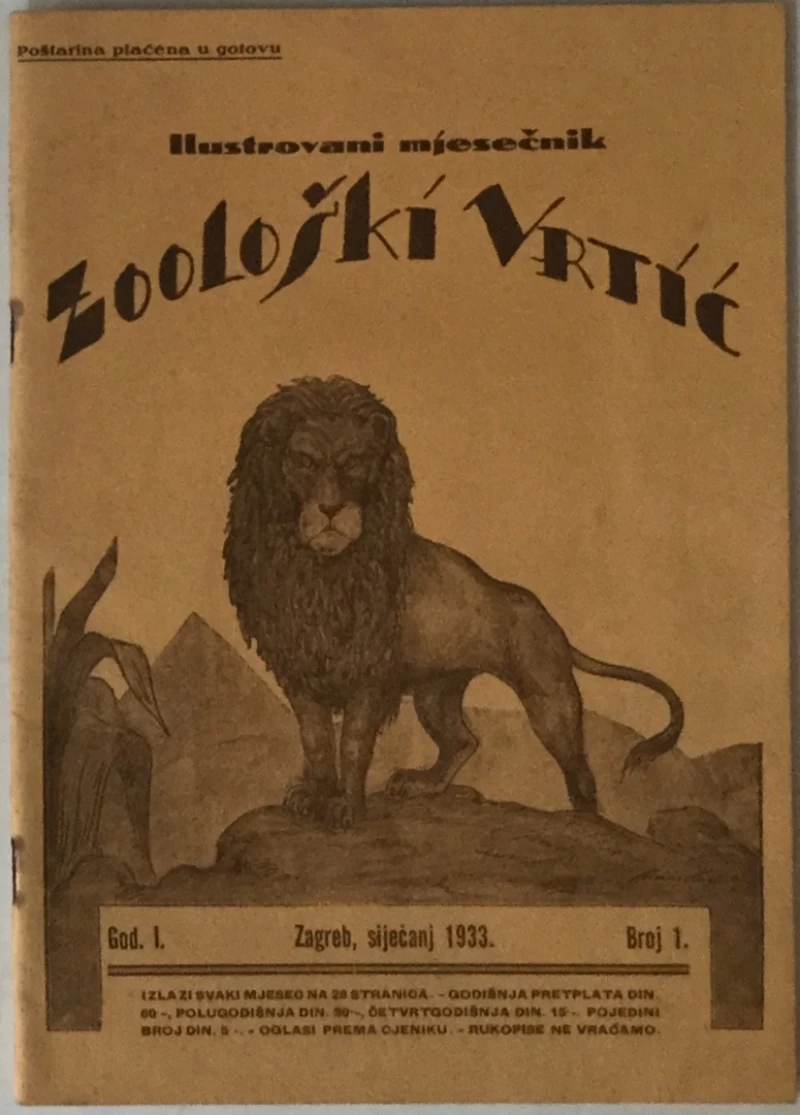 Poštarina plaćena u gotovu
Ilustrovani mjesečnik
Zoološki Vrtić
God. I. Zagreb, siječanj 1933. Broj 1.
IZLAZI SVAKI MJESEC NA 28 STRANICA. - GODIŠNJA PRETPLATA DIN.
60 -, POLUGODIŠNJA DIN. 30 -, ČETVRTGODIŠNJA DIN. 15 -. POJEDINI
BROJ DIN. 5 -. - OGLASI PREMA CJENIKU. - RUKOPISE NE VRAĆAMO.